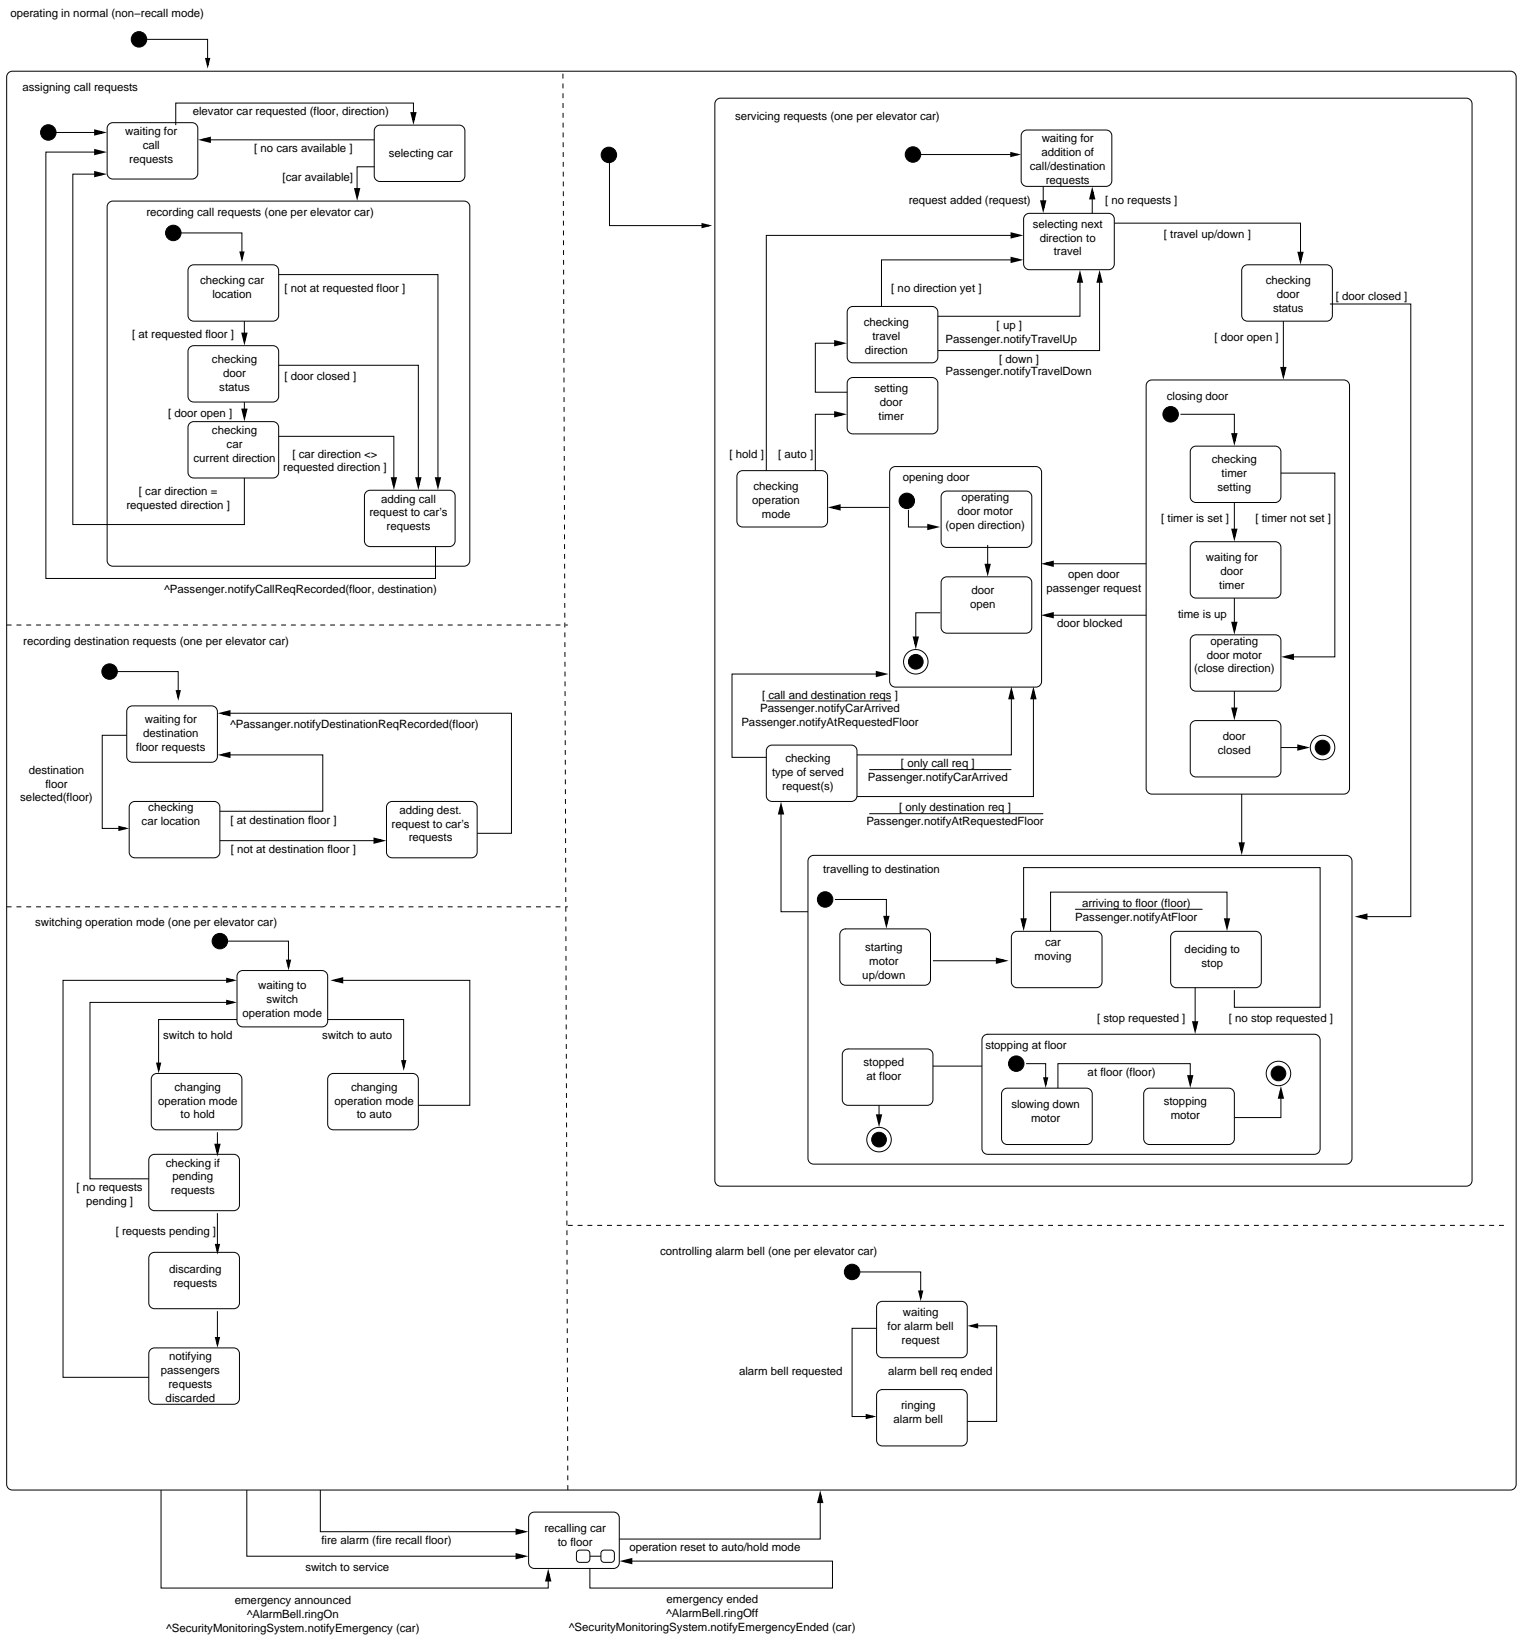 operating in normal (non−recall mode)
assigning call requests
elevator car requested (floor, direction)
waiting for
call
requests
[ no cars available ]
selecting car
[car available]
recording call requests (one per elevator car)
checking car
location
[ not at requested floor ]
[ at requested floor ]
checking
door
status
[ door closed ]
[ door open ]
checking
car
current direction
[ car direction <>
requested direction ]
[ car direction =
requested direction ]
adding call
request to car's
requests
^Passenger.notifyCallReqRecorded(floor, destination)
recording destination requests (one per elevator car)
waiting for
destination
floor requests
^Passanger.notifyDestinationReqRecorded(floor)
destination
floor
selected(floor)
checking
car location
[ at destination floor ]
[ not at destination floor ]
adding dest.
request to car's
requests
switching operation mode (one per elevator car)
waiting to
switch
operation mode
switch to hold
switch to auto
changing
operation mode
to hold
changing
operation mode
to auto
checking if
pending
requests
[ no requests
pending ]
[ requests pending ]
discarding
requests
notifying
passengers
requests
discarded
servicing requests (one per elevator car)
waiting for
addition of
call/destination
requests
request added (request)
[ no requests ]
selecting next
direction to
travel
[ travel up/down ]
checking
door
status
[ door closed ]
[ door open ]
[ no direction yet ]
checking
travel
direction
[ up ]
Passenger.notifyTravelUp
[ down ]
Passenger.notifyTravelDown
setting
door
timer
[ hold ]
[ auto ]
checking
operation
mode
opening door
operating
door motor
(open direction)
door
open
closing door
checking
timer
setting
[ timer is set ]
[ timer not set ]
waiting for
door
timer
time is up
operating
door motor
(close direction)
door
closed
open door
passenger request
door blocked
[ call and destination reqs ]
Passenger.notifyCarArrived
Passenger.notifyAtRequestedFloor
checking
type of served
request(s)
[ only call req ]
Passenger.notifyCarArrived
[ only destination req ]
Passenger.notifyAtRequestedFloor
travelling to destination
starting
motor
up/down
car
moving
arriving to floor (floor)
Passenger.notifyAtFloor
deciding to
stop
[ stop requested ]
[ no stop requested ]
stopped
at floor
stopping at floor
at floor (floor)
slowing down
motor
stopping
motor
controlling alarm bell (one per elevator car)
waiting
for alarm bell
request
alarm bell requested
alarm bell req ended
ringing
alarm bell
recalling car
to floor
fire alarm (fire recall floor)
operation reset to auto/hold mode
switch to service
emergency announced
^AlarmBell.ringOn
^SecurityMonitoringSystem.notifyEmergency (car)
emergency ended
^AlarmBell.ringOff
^SecurityMonitoringSystem.notifyEmergencyEnded (car)